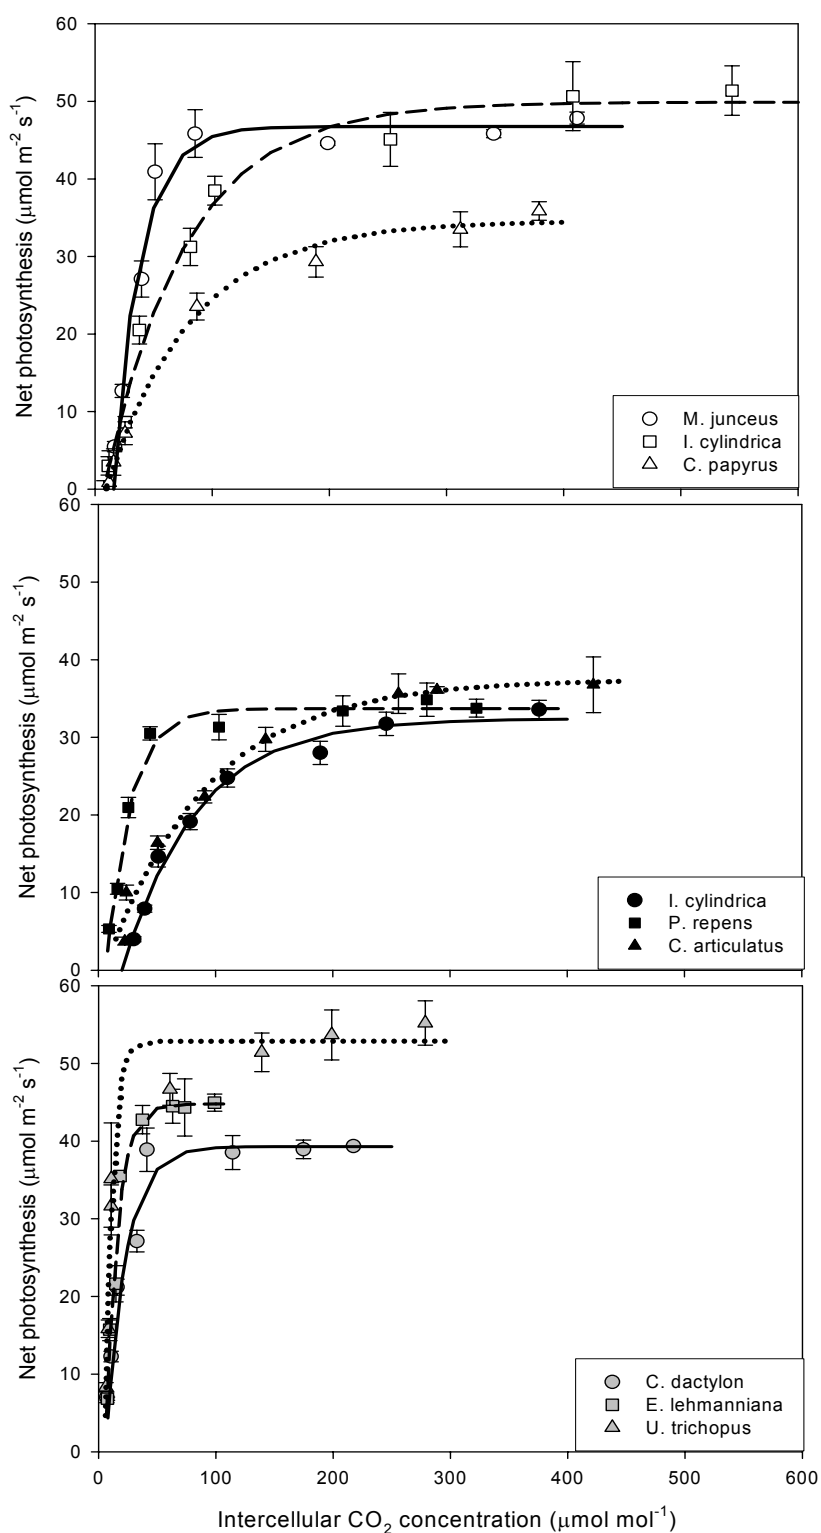 60
50
40
30
20
10
0
Net photosynthesis (μmol m⁻² s⁻¹)
M. junceus
I. cylindrica
C. papyrus
60
50
40
30
20
10
0
Net photosynthesis (μmol m⁻² s⁻¹)
I. cylindrica
P. repens
C. articulatus
60
50
40
30
20
10
0
Net photosynthesis (μmol m⁻² s⁻¹)
C. dactylon
E. lehmanniana
U. trichopus
0 100 200 300 400 500 600
Intercellular CO₂ concentration (μmol mol⁻¹)